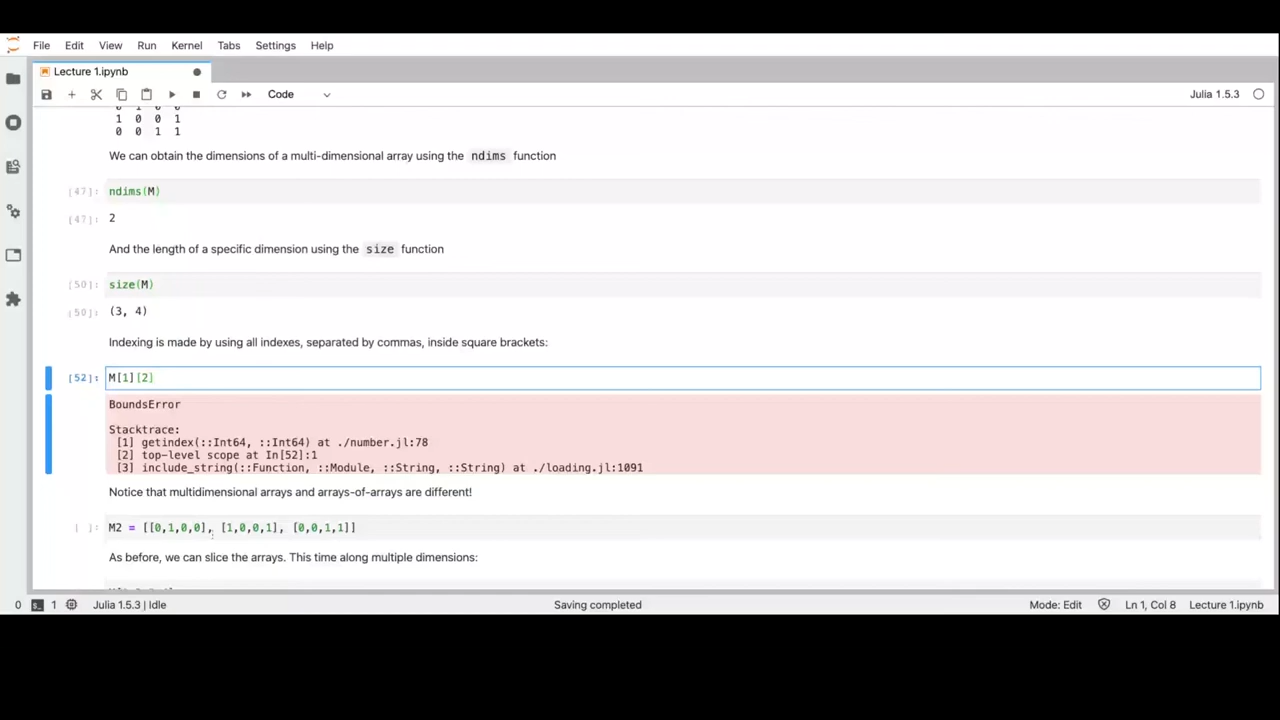 File Edit View Run Kernel Tabs Settings Help
Lecture 1.ipynb
Code
Julia 1.5.3
1 0 0 1
0 0 1 1
We can obtain the dimensions of a multi-dimensional array using the ndims function
[47]: ndims(M)
[47]: 2
And the length of a specific dimension using the size function
[50]: size(M)
[50]: (3, 4)
Indexing is made by using all indexes, separated by commas, inside square brackets:
[52]: M[1][2]
BoundsError
Stacktrace:
[1] getindex(::Int64, ::Int64) at ./number.jl:78
[2] top-level scope at In[52]:1
[3] include_string(::Function, ::Module, ::String, ::String) at ./loading.jl:1091
Notice that multidimensional arrays and arrays-of-arrays are different!
[ ]: M2 = [[0,1,0,0], [1,0,0,1], [0,0,1,1]]
As before, we can slice the arrays. This time along multiple dimensions:
0 1 Julia 1.5.3 | Idle Saving completed Mode: Edit Ln 1, Col 8 Lecture 1.ipynb